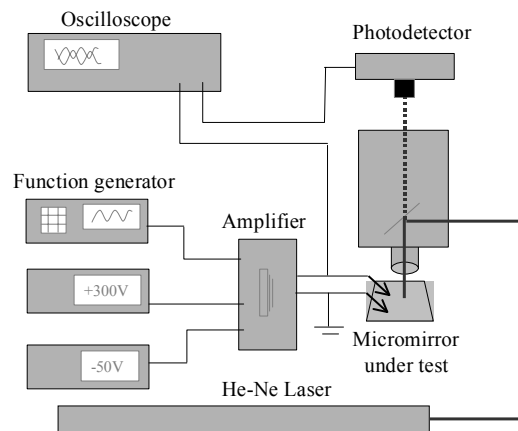 Oscilloscope
Photodetector
Function generator
Amplifier
+300V
-50V
Micromirror
under test
He-Ne Laser